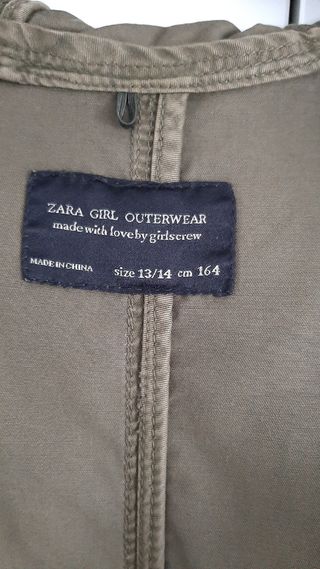 ZARA GIRL OUTERWEAR
made with love by girlscrew
MADE IN CHINA size 13/14 cm 164